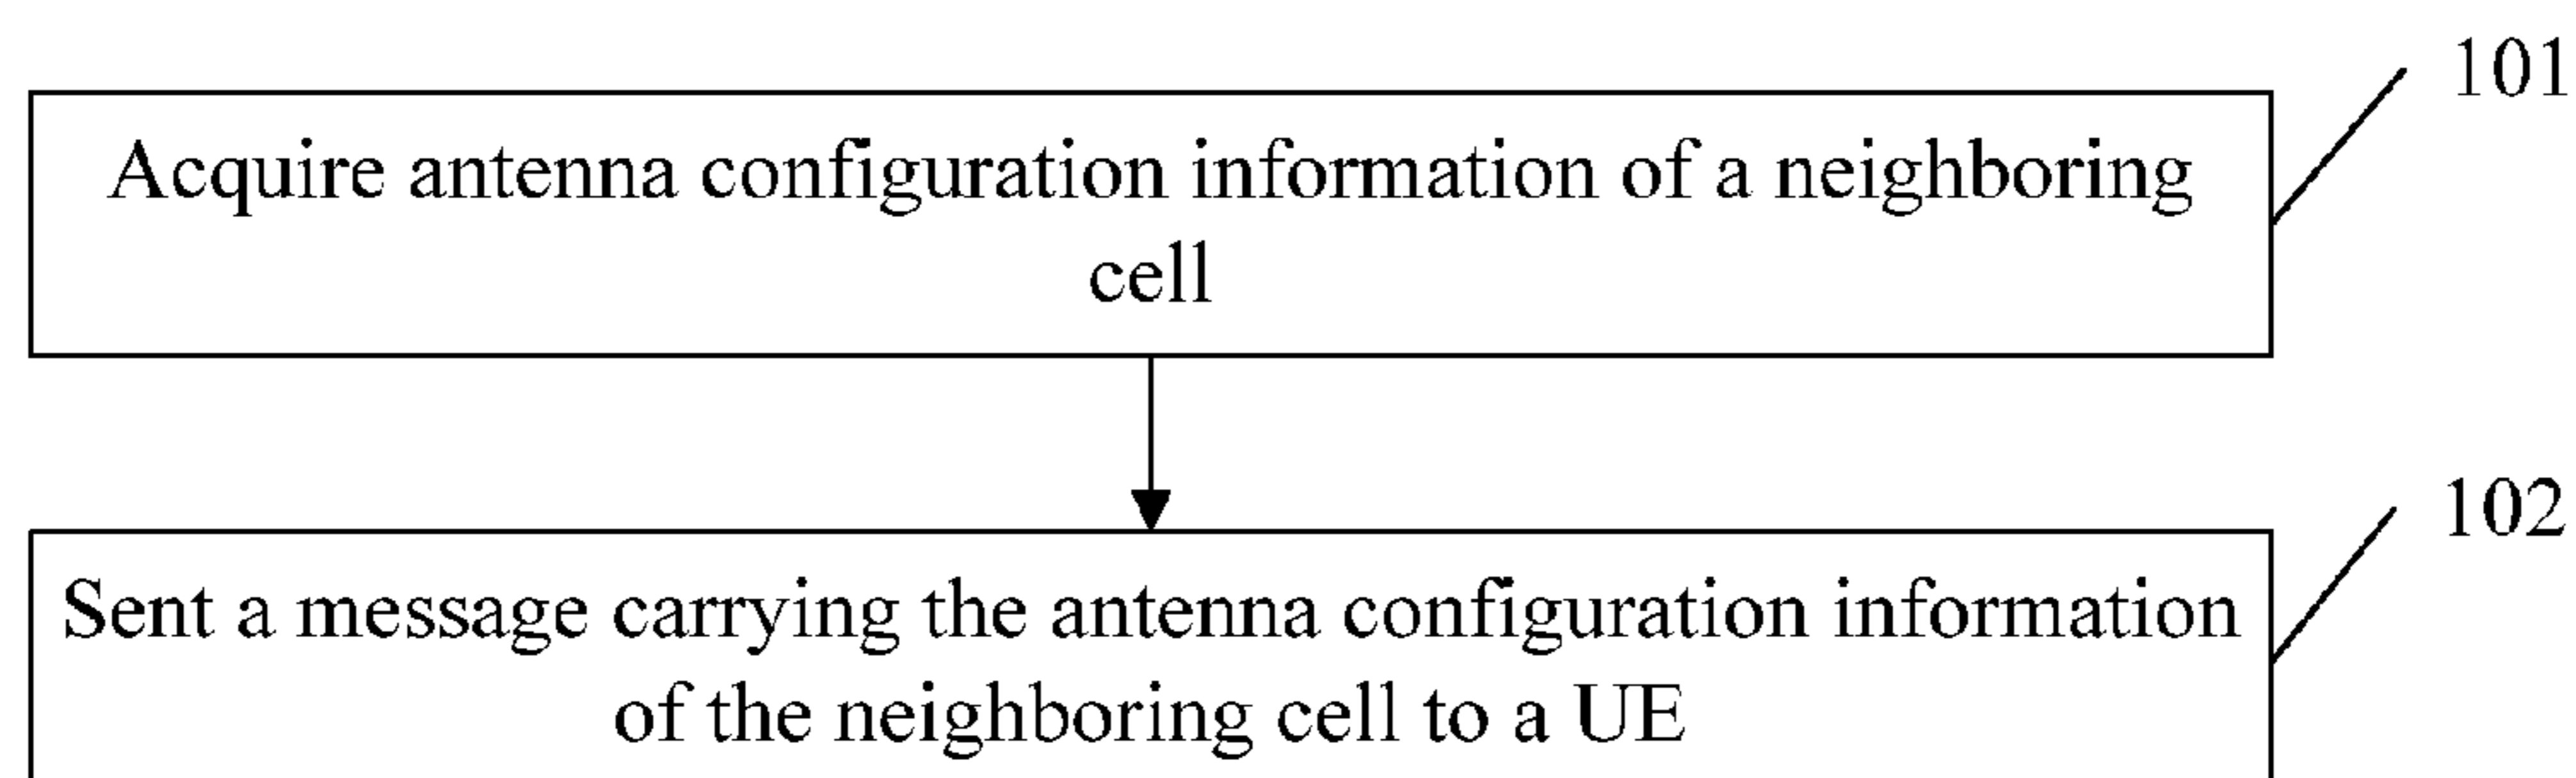 101
Acquire antenna configuration information of a neighboring
cell
102
Sent a message carrying the antenna configuration information
of the neighboring cell to a UE